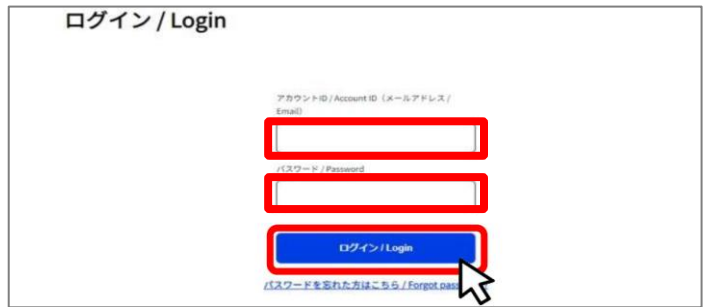 ログイン / Login
アカウントID / Account ID（メールアドレス /
Email）
パスワード / Password
ログイン / Login
パスワードを忘れた方はこちら / Forgot